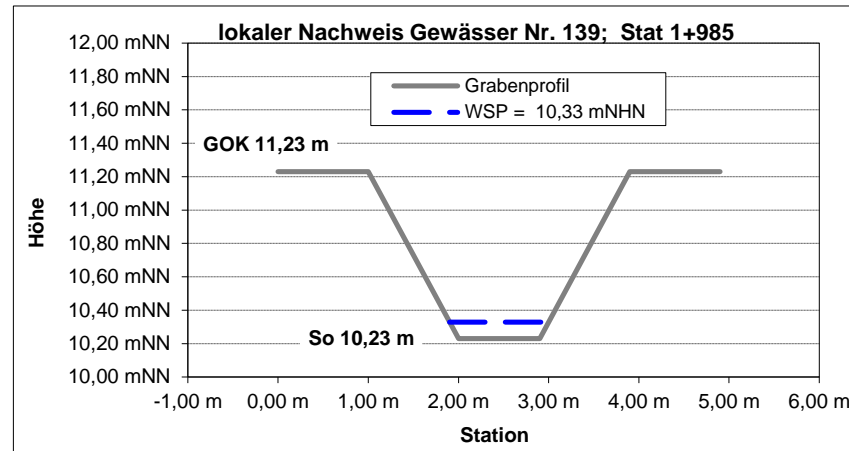 lokaler Nachweis Gewässer Nr. 139;  Stat 1+985
12,00 mNN
11,80 mNN
11,60 mNN
11,40 mNN
11,20 mNN
11,00 mNN
10,80 mNN
10,60 mNN
10,40 mNN
10,20 mNN
10,00 mNN
Höhe
Grabenprofil
WSP =  10,33 mNHN
GOK 11,23 m
So 10,23 m
-1,00 m 0,00 m 1,00 m 2,00 m 3,00 m 4,00 m 5,00 m 6,00 m
Station